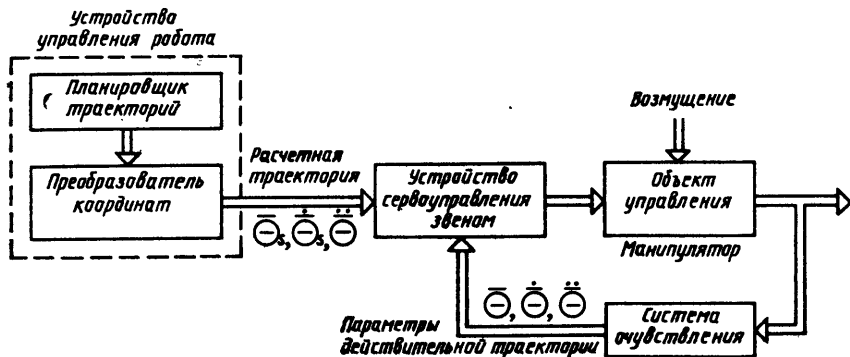 Устройства
управления робота
Планировщик
траекторий
Преобразователь
координат
Расчетная
траектория
Θ̅s, Θ̅̇s, Θ̅̈
Устройство
сервоуправления
звеном
Возмущение
Объект
управления
Манипулятор
Θ̅, Θ̅̇, Θ̅̈
Параметры
действительной траектории
Система
очувствления